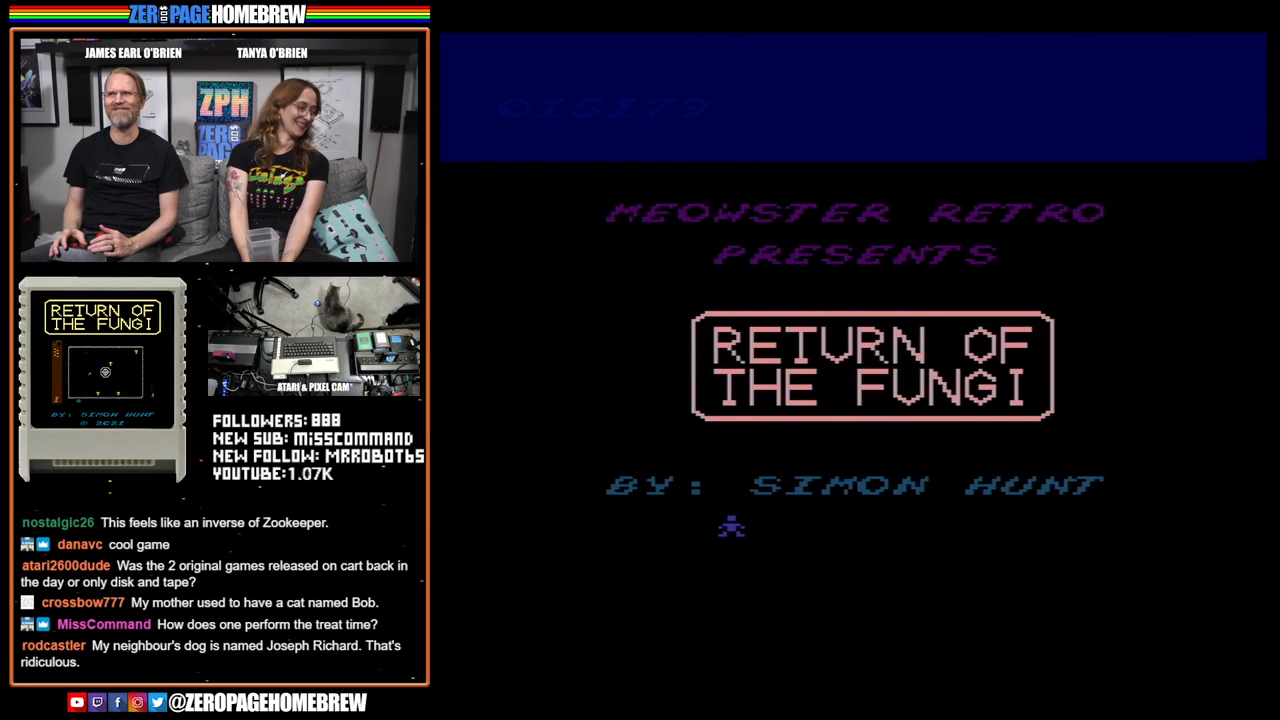 ZEROPAGEHOMEBREW
JAMES EARL O'BRIEN
TANYA O'BRIEN
ZPH
ZERO
PAGE
Galaga
RETURN OF
THE FUNGI
BY: SIMON HUNT
© 2021
ATARI & PIXEL CAM
FOLLOWERS: 888
NEW SUB: MISSCOMMAND
NEW FOLLOW: MRROBOT65
YOUTUBE:1.07K
nostalgic26 This feels like an inverse of Zookeeper.
danavc cool game
atari2600dude Was the 2 original games released on cart back in
the day or only disk and tape?
crossbow777 My mother used to have a cat named Bob.
MissCommand How does one perform the treat time?
rodcastler My neighbour's dog is named Joseph Richard. That's
ridiculous.
@ZEROPAGEHOMEBREW
015179
MEOWSTER RETRO
PRESENTS
RETURN OF
THE FUNGI
BY: SIMON HUNT